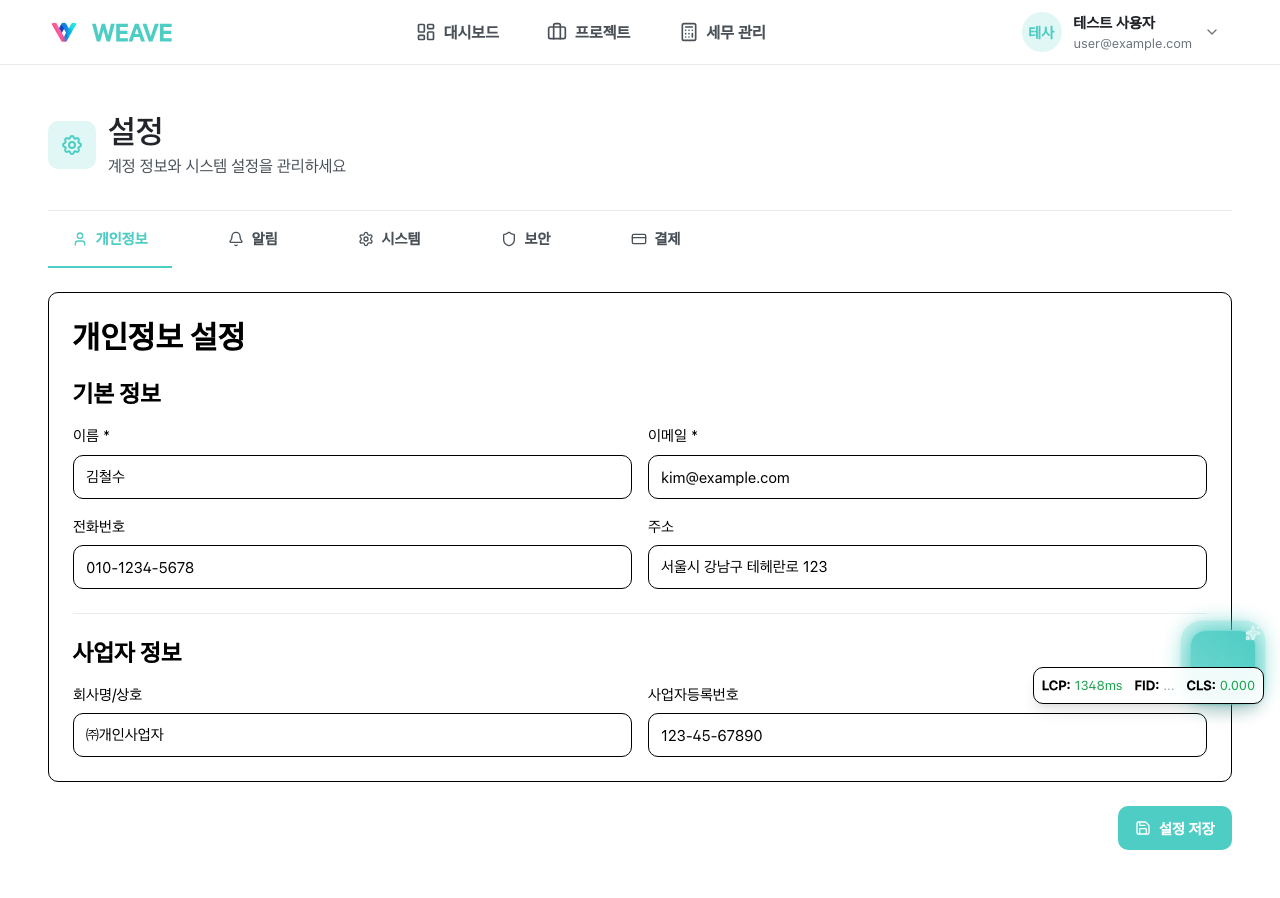 WEAVE
대시보드
프로젝트
세무 관리
테사
테스트 사용자
user@example.com
설정
계정 정보와 시스템 설정을 관리하세요
개인정보
알림
시스템
보안
결제
개인정보 설정
기본 정보
이름 *
이메일 *
김철수
kim@example.com
전화번호
주소
010-1234-5678
서울시 강남구 테헤란로 123
사업자 정보
LCP: 1348ms FID: ... CLS: 0.000
회사명/상호
사업자등록번호
㈜개인사업자
123-45-67890
설정 저장